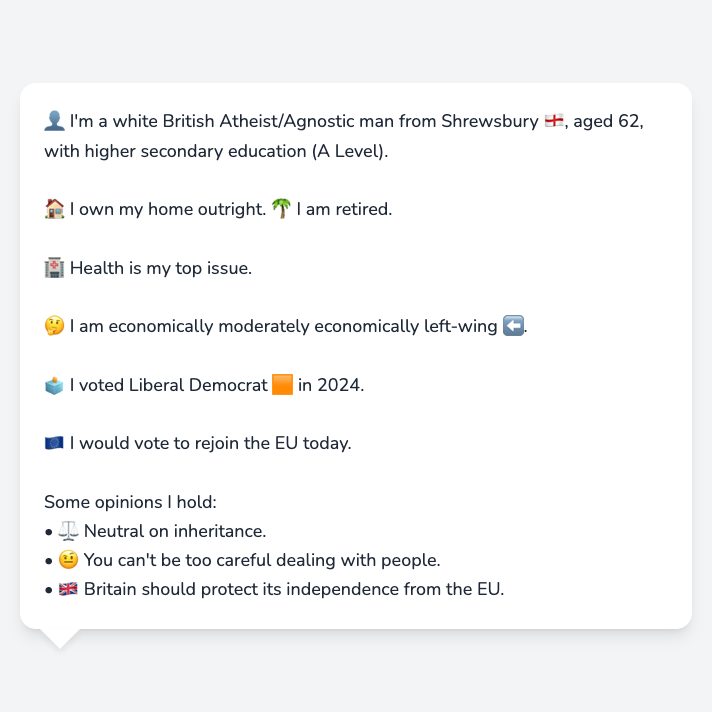 👤 I'm a white British Atheist/Agnostic man from Shrewsbury 🏴󠁧󠁢󠁥󠁮󠁧󠁿, aged 62,
with higher secondary education (A Level).
🏠 I own my home outright. 🌴 I am retired.
🏥 Health is my top issue.
🤔 I am economically moderately economically left-wing ⬅️.
🗳️ I voted Liberal Democrat 🟧 in 2024.
🇪🇺 I would vote to rejoin the EU today.
Some opinions I hold:
• ⚖️ Neutral on inheritance.
• 🤨 You can't be too careful dealing with people.
• 🇬🇧 Britain should protect its independence from the EU.